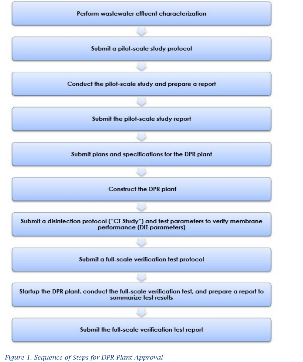 Perform wastewater effluent characterization
Submit a pilot-scale study protocol
Conduct the pilot-scale study and prepare a report
Submit the pilot-scale study report
Submit plans and specifications for the DPR plant
Construct the DPR plant
Submit a disinfection protocol ("CT Study") and test parameters to verify membrane
performance (DIT parameters)
Submit a full-scale verification test protocol
Startup the DPR plant, conduct the full-scale verification test, and prepare a report to
summarize test results
Submit the full-scale verification test report
Figure 1. Sequence of Steps for DPR Plant Approval